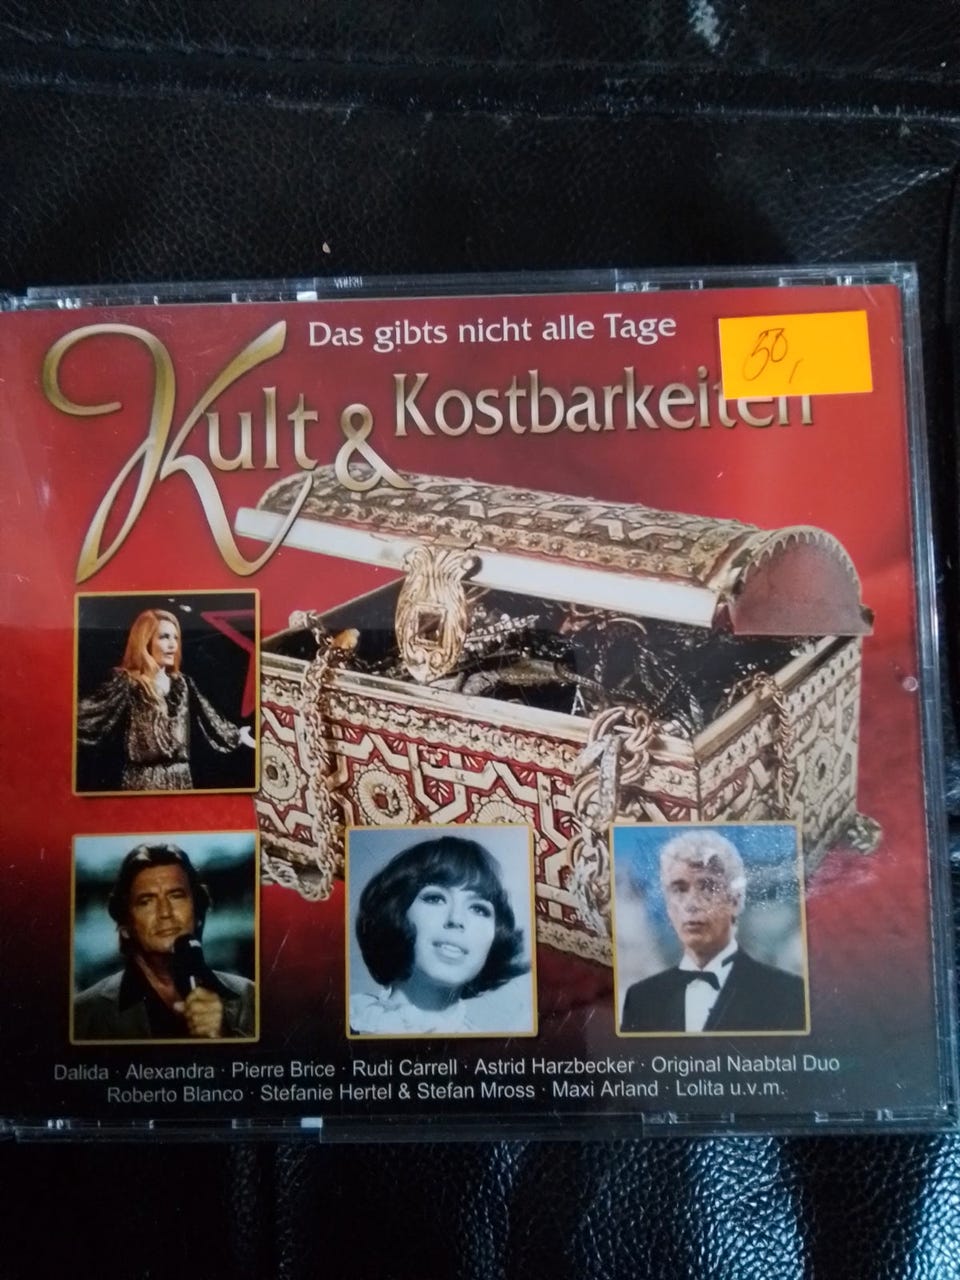 Das gibts nicht alle Tage
Kult & Kostbarkeiten
50,
Dalida · Alexandra · Pierre Brice · Rudi Carrell · Astrid Harzbecker · Original Naabtal Duo
Roberto Blanco · Stefanie Hertel & Stefan Mross · Maxi Arland · Lolita u.v.m.